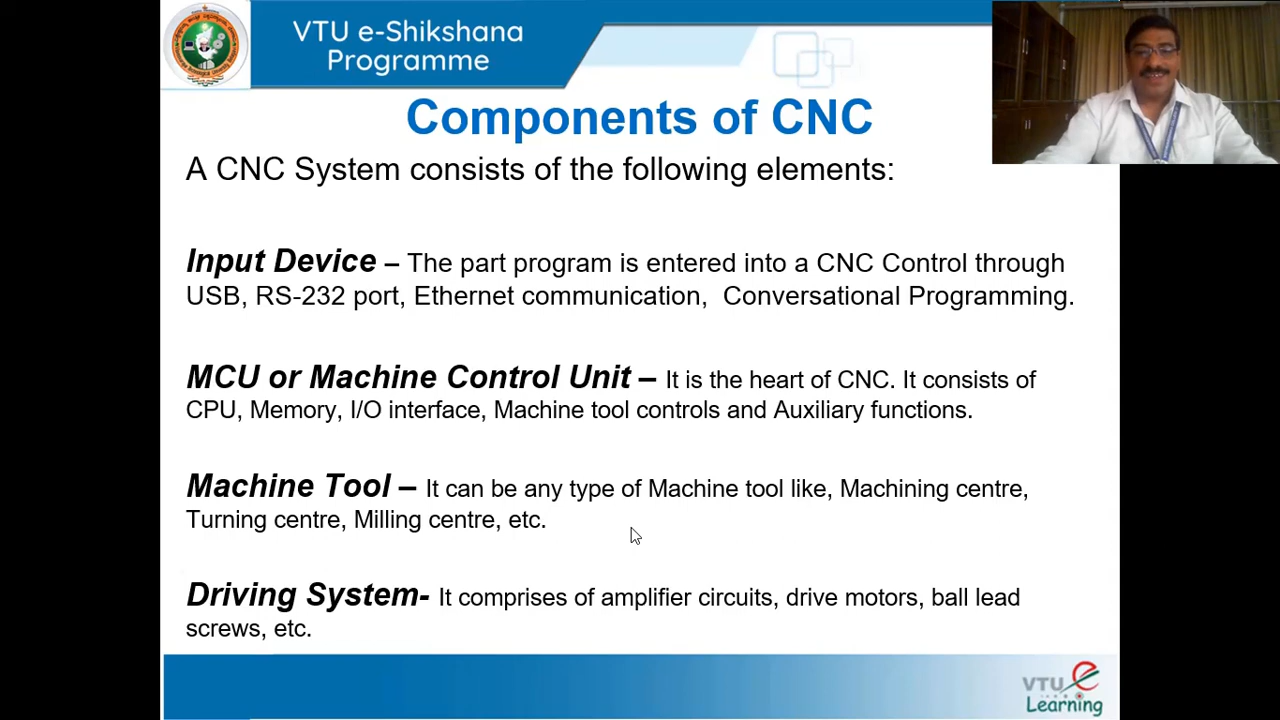 VTU e-Shikshana
Programme
Components of CNC
A CNC System consists of the following elements:
Input Device – The part program is entered into a CNC Control through
USB, RS-232 port, Ethernet communication,  Conversational Programming.
MCU or Machine Control Unit – It is the heart of CNC. It consists of
CPU, Memory, I/O interface, Machine tool controls and Auxiliary functions.
Machine Tool – It can be any type of Machine tool like, Machining centre,
Turning centre, Milling centre, etc.
Driving System- It comprises of amplifier circuits, drive motors, ball lead
screws, etc.
VTU e
Learning